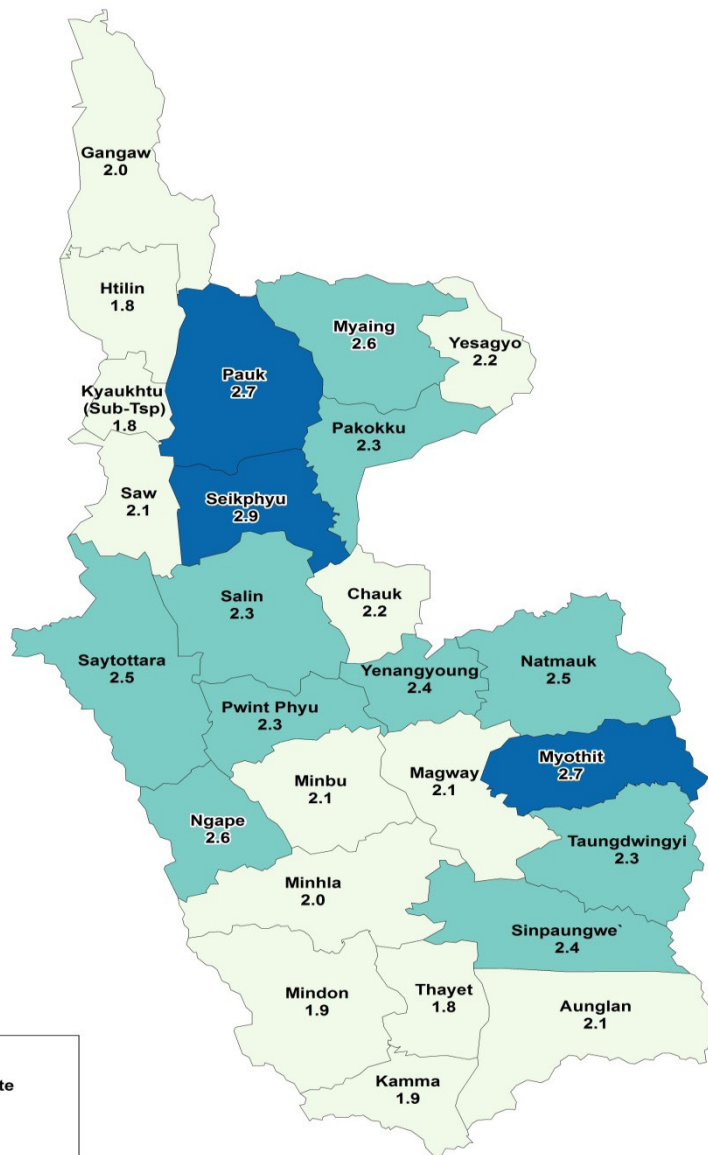 Gangaw
2.0
Htilin
1.8
Myaing
2.6
Yesagyo
2.2
Pauk
2.7
Kyaukhtu
(Sub-Tsp)
1.8
Pakokku
2.3
Saw
2.1
Seikphyu
2.9
Salin
2.3
Chauk
2.2
Saytottara
2.5
Yenangyoung
2.4
Natmauk
2.5
Pwint Phyu
2.3
Minbu
2.1
Magway
2.1
Myothit
2.7
Ngape
2.6
Taungdwingyi
2.3
Minhla
2.0
Sinpaungwe`
2.4
Mindon
1.9
Thayet
1.8
Aunglan
2.1
Kamma
1.9
te